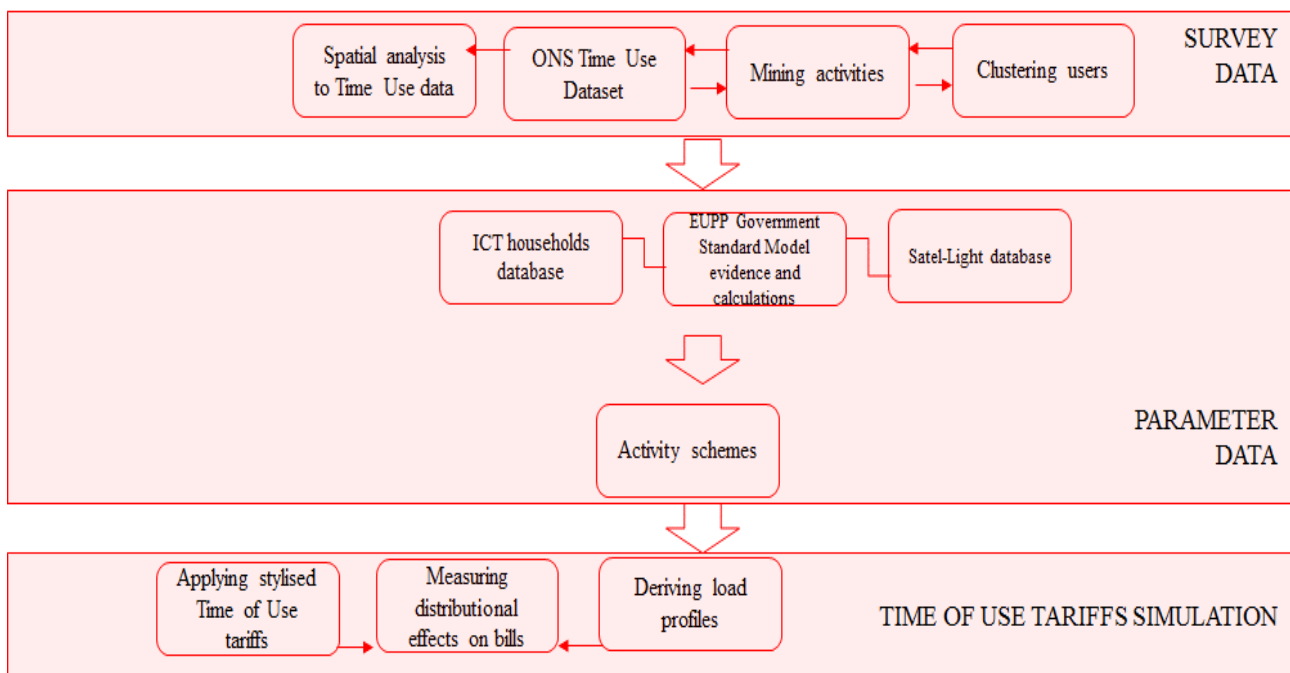 Spatial analysis
to Time Use data
ONS Time Use
Dataset
Mining activities
Clustering users
SURVEY
DATA
ICT households
database
EUPP Government
Standard Model
evidence and
calculations
Satel-Light database
Activity schemes
PARAMETER
DATA
Applying stylised
Time of Use
tariffs
Measuring
distributional
effects on bills
Deriving load
profiles
TIME OF USE TARIFFS SIMULATION